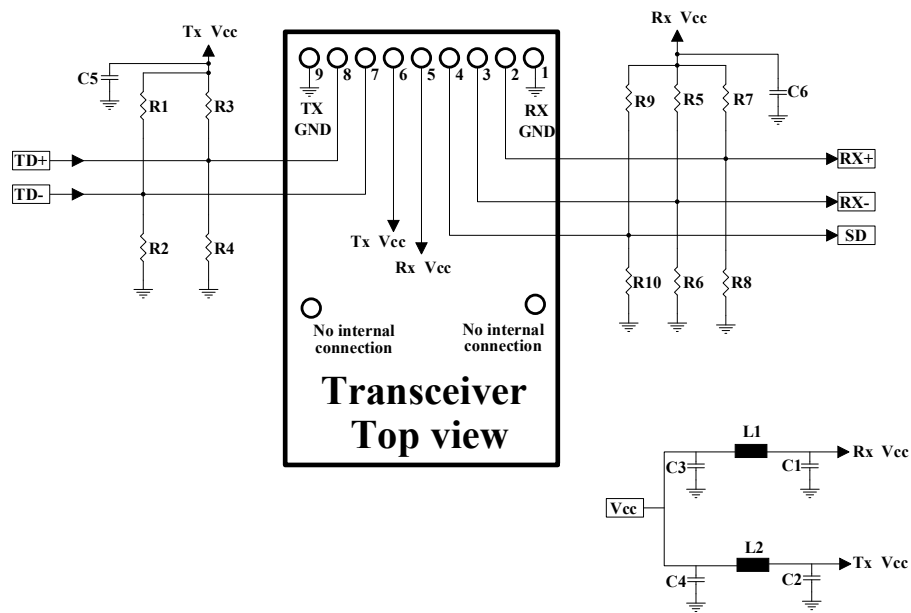 Tx Vcc
Rx Vcc
C5
C6
9 8 7 6 5 4 3 2 1
R1
R3
R9
R5
R7
TX
GND
RX
GND
TD+
RX+
TD-
RX-
SD
Tx Vcc
Rx Vcc
R2
R4
R10
R6
R8
No internal
connection
No internal
connection
Transceiver
Top view
L1
C3
C1
Rx Vcc
Vcc
L2
C4
C2
Tx Vcc